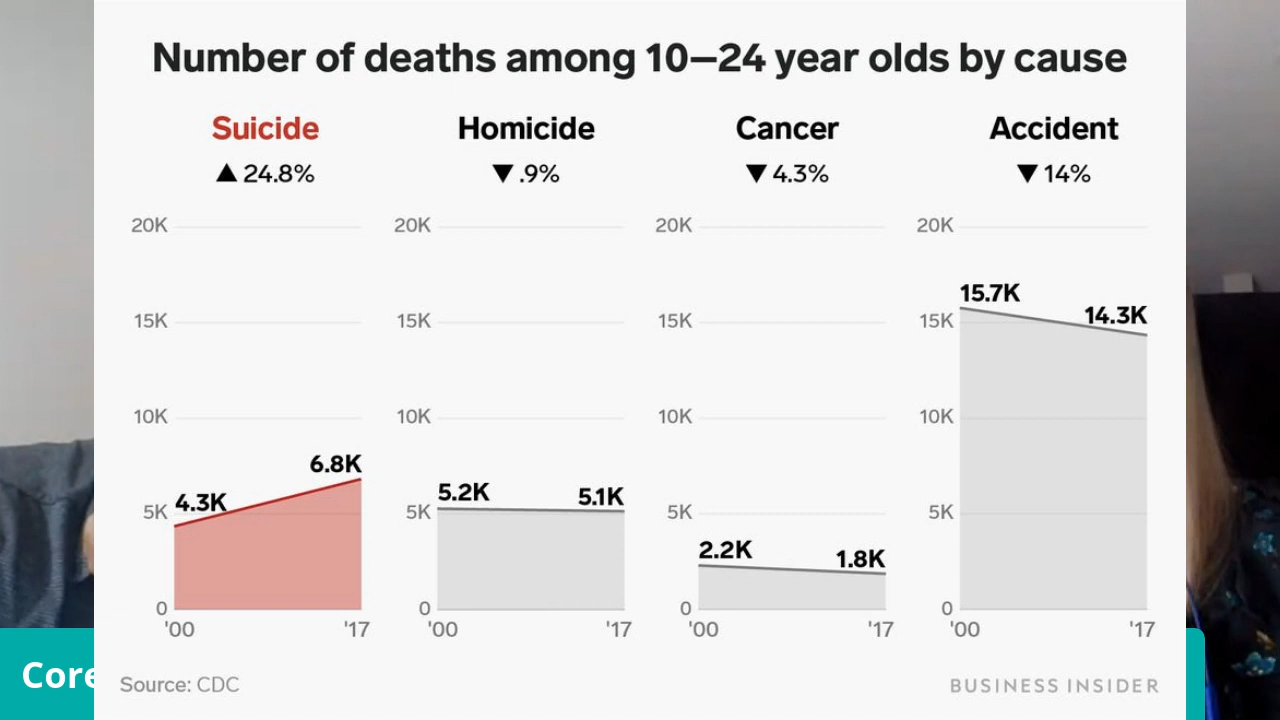 Number of deaths among 10–24 year olds by cause
Suicide
▲ 24.8%
20K
15K
10K
5K
0
4.3K
6.8K
'00
'17
Homicide
▼ .9%
20K
15K
10K
5K
0
5.2K
5.1K
'00
'17
Cancer
▼ 4.3%
20K
15K
10K
5K
0
2.2K
1.8K
'00
'17
Accident
▼ 14%
20K
15K
10K
5K
0
15.7K
14.3K
'00
'17
Core
Source: CDC
BUSINESS INSIDER